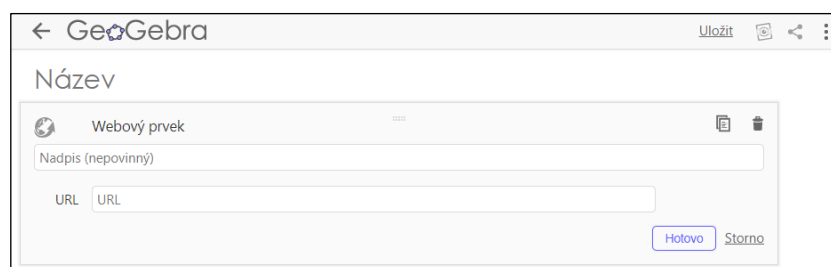 GeoGebra
Uložit
Název
Webový prvek
Nadpis (nepovinný)
URL URL
Hotovo Storno